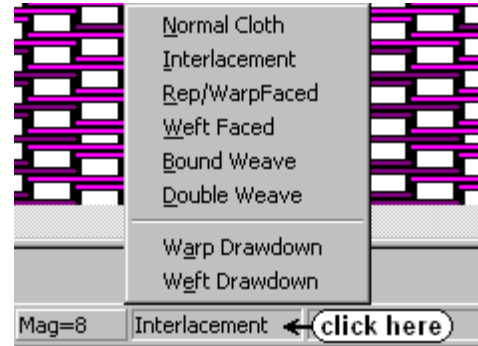 Normal Cloth
Interlacement
Rep/WarpFaced
Weft Faced
Bound Weave
Double Weave
Warp Drawdown
Weft Drawdown
Mag=8 Interlacement click here